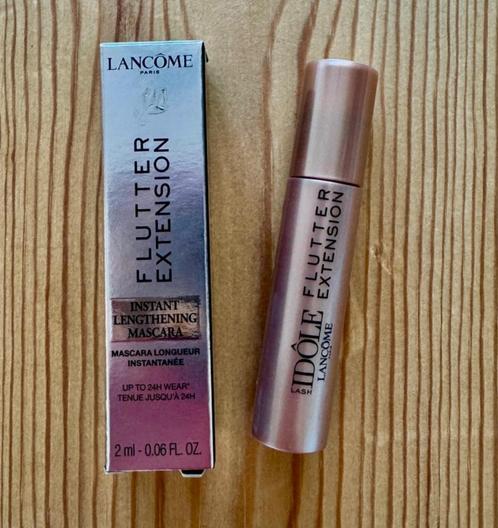 LANCÔME
PARIS
FLUTTER
EXTENSION
INSTANT
LENGTHENING
MASCARA
MASCARA LONGUEUR
INSTANTANÉE
UP TO 24H WEAR*
TENUE JUSQU'À 24H
2 ml - 0.06 FL. OZ.
LASH
IDÔLE
FLUTTER
EXTENSION
LANCÔME